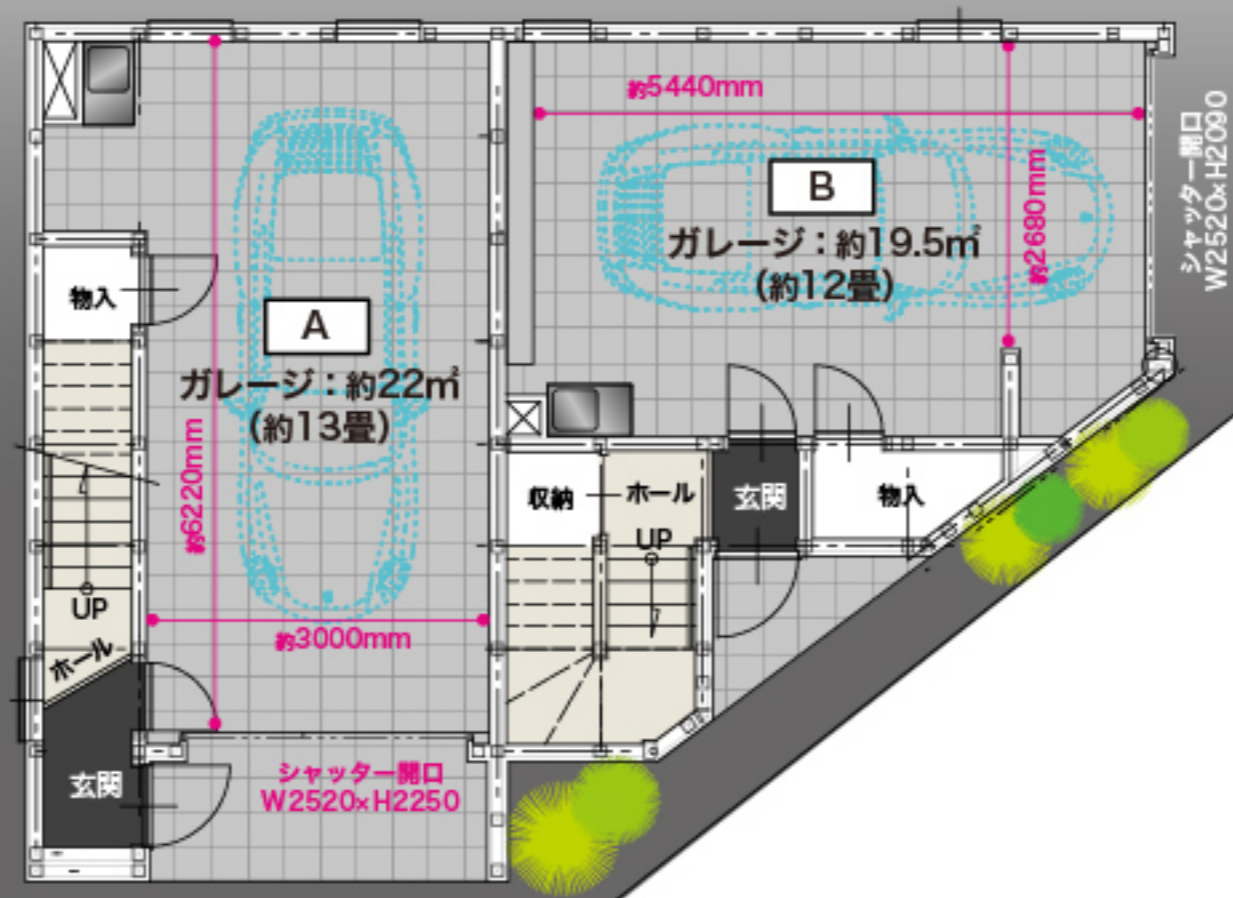 約5440mm
シャッター開口
W2520×H2090
B
ガレージ：約19.5㎡
(約12畳)
約2680mm
物入
A
ガレージ：約22㎡
(約13畳)
約6220mm
収納
ホール
UP
玄関
物入
UP
ホール
約3000mm
玄関
シャッター開口
W2520×H2250